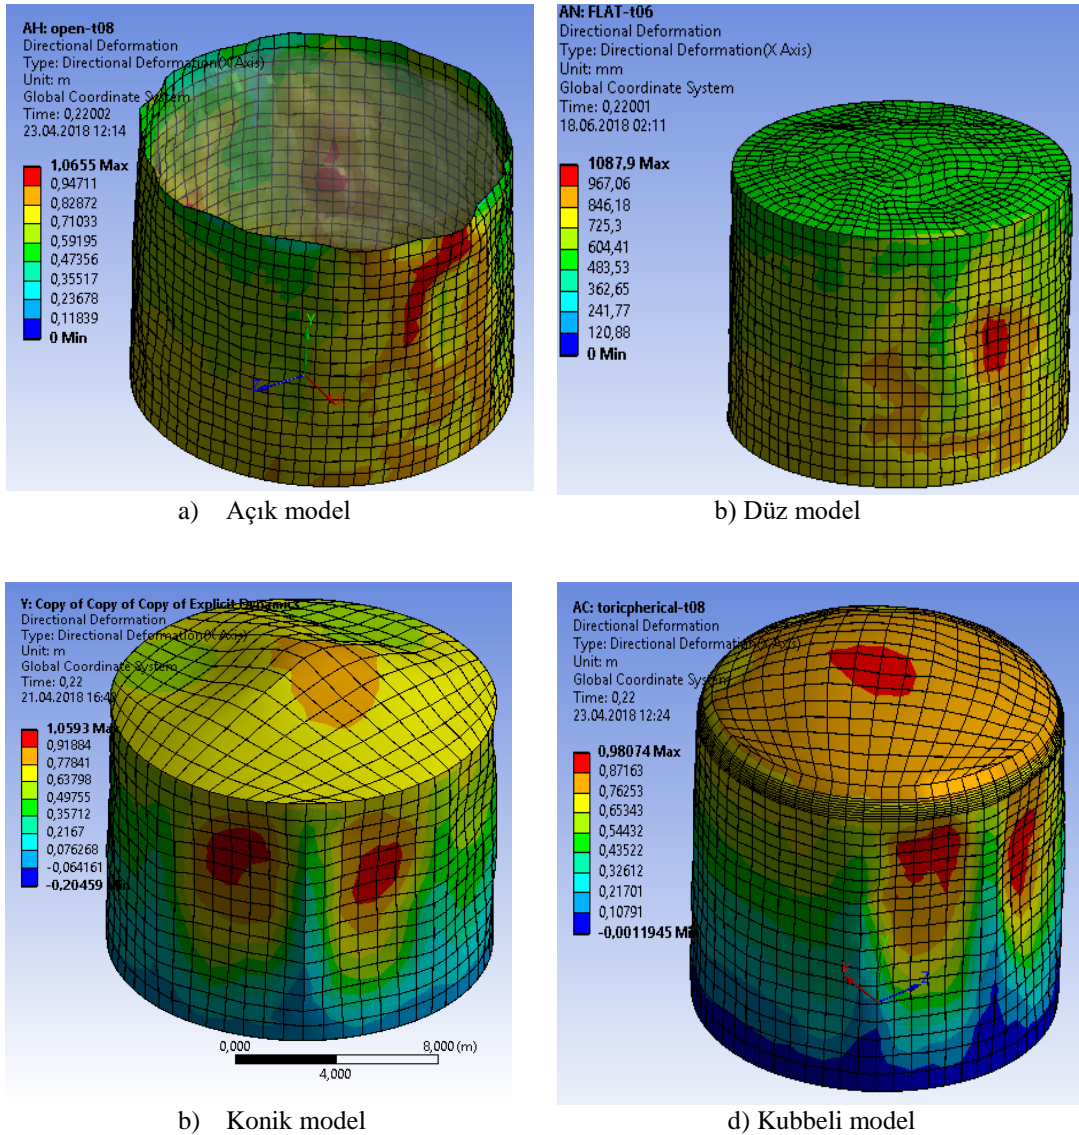 AH: open-t08
Directional Deformation
Type: Directional Deformation(X Axis)
Unit: m
Global Coordinate System
Time: 0,22002
23.04.2018 12:14
1,0655 Max
0,94711
0,82872
0,71033
0,59195
0,47356
0,35517
0,23678
0,11839
0 Min
Y
Z
X
a) Açık model
AN: FLAT-t06
Directional Deformation
Type: Directional Deformation(X Axis)
Unit: mm
Global Coordinate System
Time: 0,22001
18.06.2018 02:11
1087,9 Max
967,06
846,18
725,3
604,41
483,53
362,65
241,77
120,88
0 Min
b) Düz model
Y: Copy of Copy of Copy of Explicit Dynamics
Directional Deformation
Type: Directional Deformation(X Axis)
Unit: m
Global Coordinate System
Time: 0,22
21.04.2018
1,0593 Max
0,91884
0,77841
0,63798
0,49755
0,35712
0,2167
0,076268
-0,064161
-0,20459 Min
0,000 8,000 (m)
4,000
b) Konik model
AC: toricpherical-t08
Directional Deformation
Type: Directional Deformation(X Axis)
Unit: m
Global Coordinate System
Time: 0,22
23.04.2018 12:24
0,98074 Max
0,87163
0,76253
0,65343
0,54432
0,43522
0,32612
0,21701
0,10791
-0,0011945 Min
X
Z
d) Kubbeli model